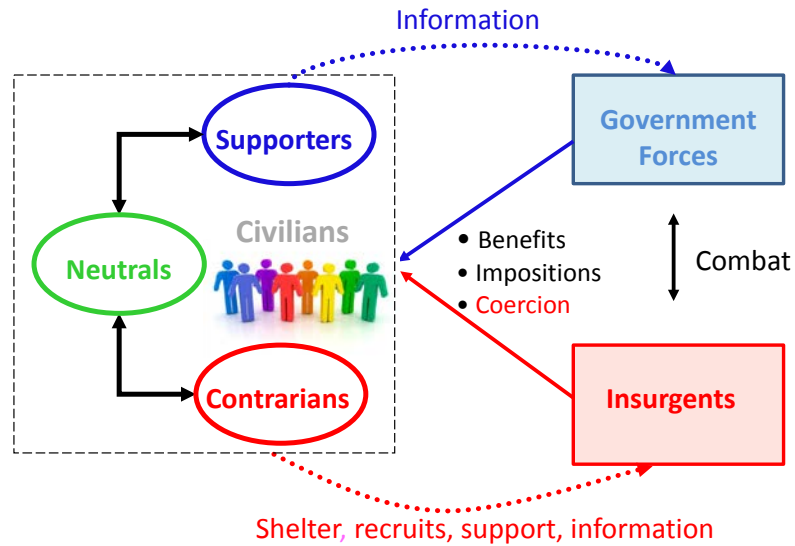 Information
Supporters
Government
Forces
Civilians
Neutrals
• Benefits
• Impositions
• Coercion
Combat
Contrarians
Insurgents
Shelter, recruits, support, information